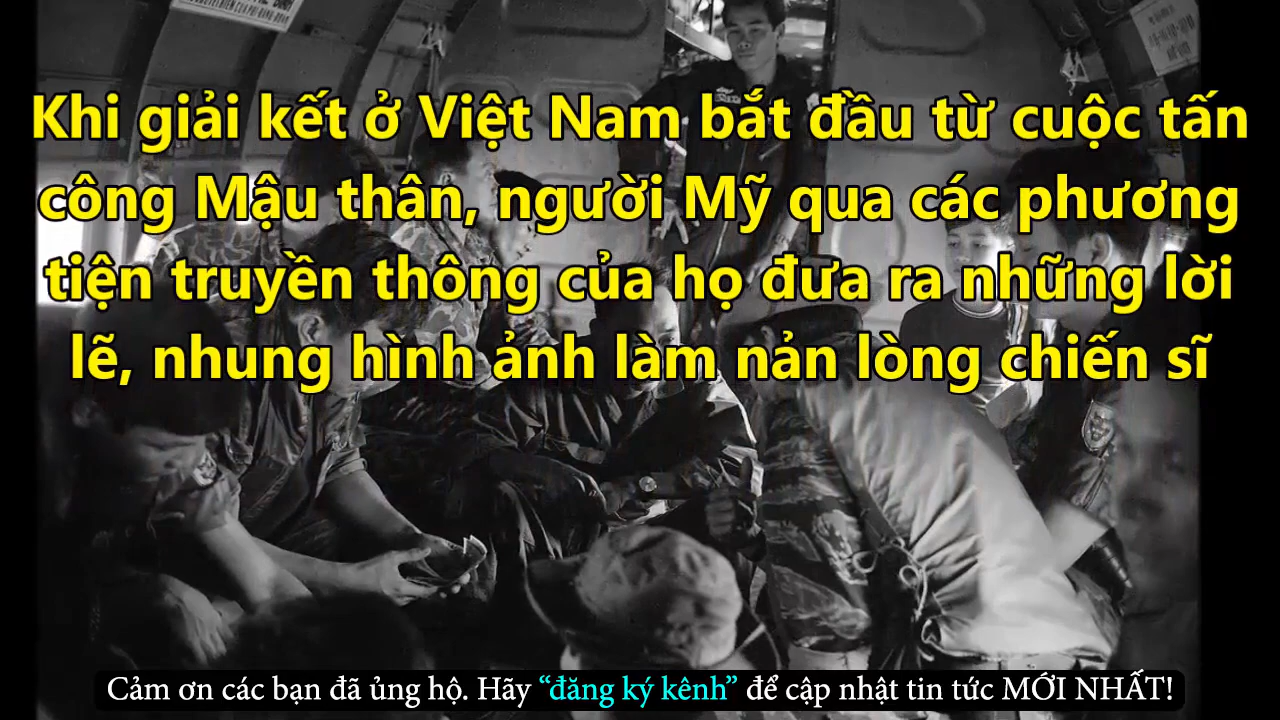 Khi giải kết ở Việt Nam bắt đầu từ cuộc tấn
công Mậu thân, người Mỹ qua các phương
tiện truyền thông của họ đưa ra những lời
lẽ, nhung hình ảnh làm nản lòng chiến sĩ
Cảm ơn các bạn đã ủng hộ. Hãy “đăng ký kênh” để cập nhật tin tức MỚI NHẤT!